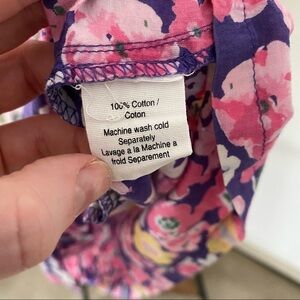 100% Cotton /
Coton
Machine wash cold
Separately
Lavage a la Machine a
froid Separement